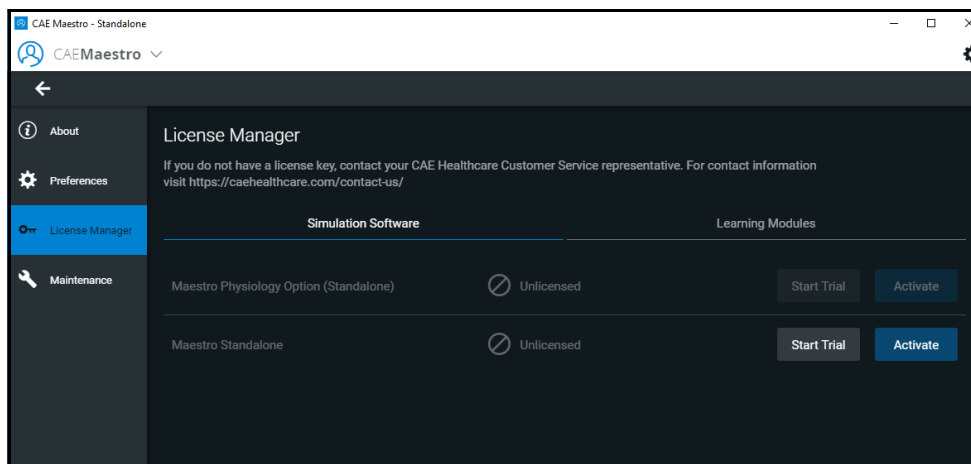 CAE Maestro - Standalone
CAEMaestro
About
Preferences
License Manager
Maintenance
License Manager
If you do not have a license key, contact your CAE Healthcare Customer Service representative. For contact information
visit https://caehealthcare.com/contact-us/
Simulation Software
Learning Modules
Maestro Physiology Option (Standalone)
Unlicensed
Start Trial
Activate
Maestro Standalone
Unlicensed
Start Trial
Activate